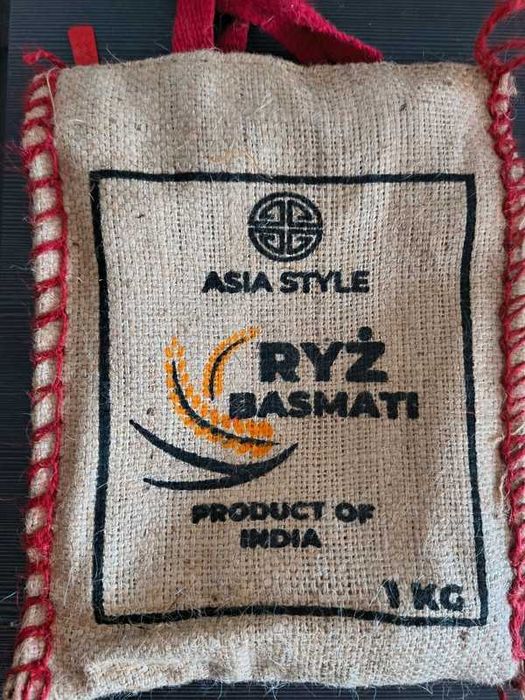 ASIA STYLE
RYŻ
BASMATI
PRODUCT OF
INDIA
1 KG